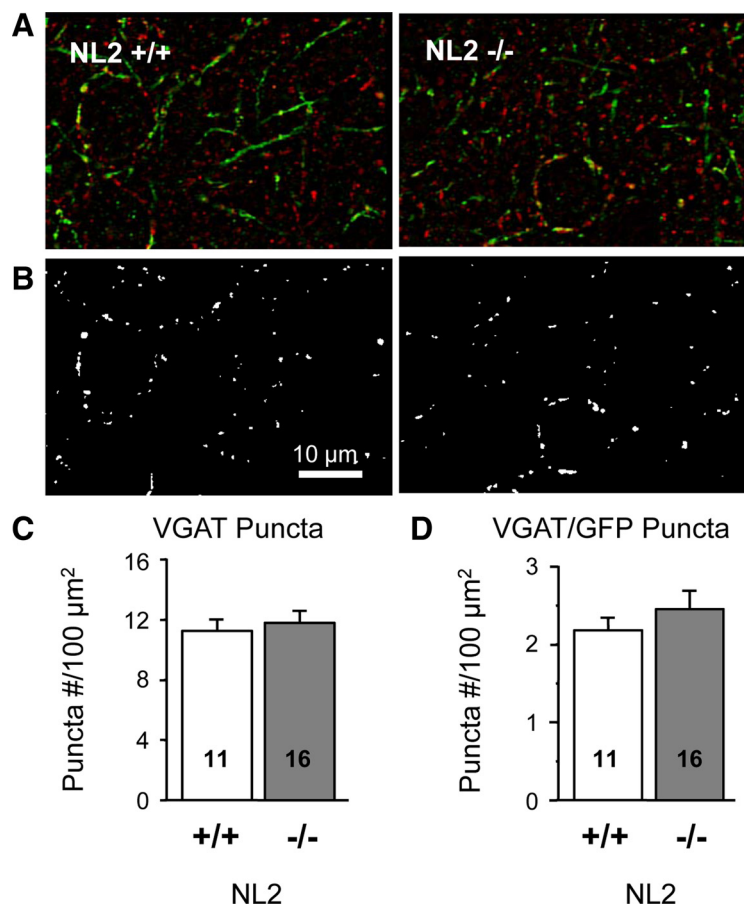 A
NL2 +/+
NL2 -/-
B
10 µm
C
VGAT Puncta
Puncta #/100 µm²
16
12
8
4
0
11
16
+/+
-/-
NL2
D
VGAT/GFP Puncta
Puncta #/100 µm²
3
2
1
0
11
16
+/+
-/-
NL2